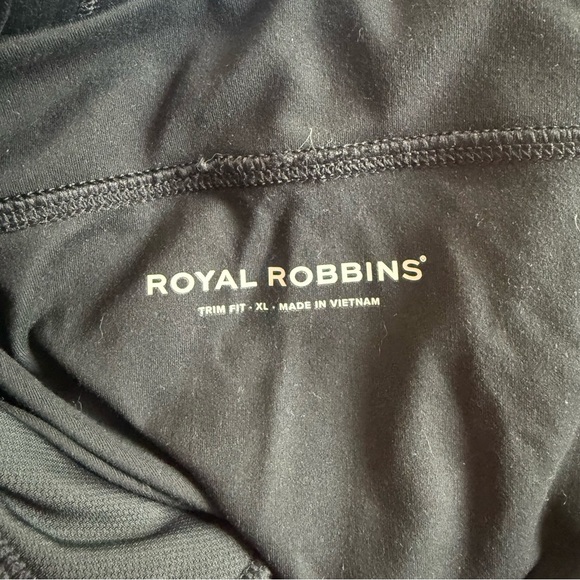 ROYAL ROBBINS®
TRIM FIT • XL • MADE IN VIETNAM